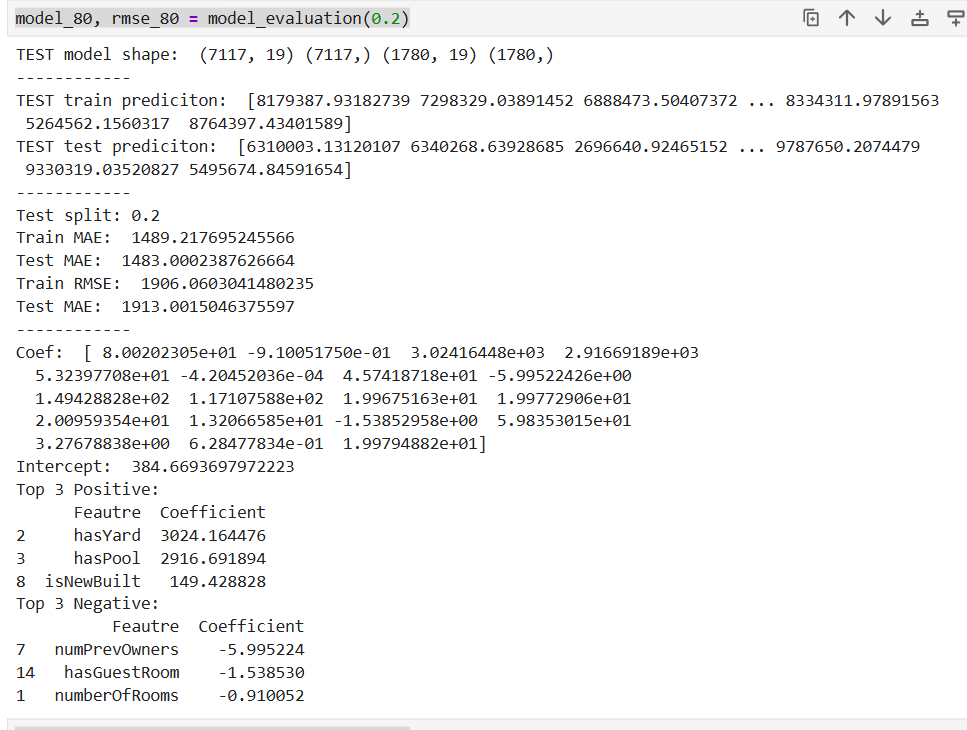 model_80, rmse_80 = model_evaluation(0.2)
TEST model shape:  (7117, 19) (7117,) (1780, 19) (1780,)
------------
TEST train prediciton:  [8179387.93182739 7298329.03891452 6888473.50407372 ... 8334311.97891563
 5264562.1560317  8764397.43401589]
TEST test prediciton:  [6310003.13120107 6340268.63928685 2696640.92465152 ... 9787650.2074479
 9330319.03520827 5495674.84591654]
------------
Test split: 0.2
Train MAE:  1489.217695245566
Test MAE:  1483.0002387626664
Train RMSE:  1906.0603041480235
Test MAE:  1913.0015046375597
------------
Coef:  [ 8.00202305e+01 -9.10051750e-01  3.02416448e+03  2.91669189e+03
  5.32397708e+01 -4.20452036e-04  4.57418718e+01 -5.99522426e+00
  1.49428828e+02  1.17107588e+02  1.99675163e+01  1.99772906e+01
  2.00959354e+01  1.32066585e+01 -1.53852958e+00  5.98353015e+01
  3.27678838e+00  6.28477834e-01  1.99794882e+01]
Intercept:  384.6693697972223
Top 3 Positive:
      Feautre  Coefficient
2     hasYard  3024.164476
3     hasPool  2916.691894
8  isNewBuilt   149.428828
Top 3 Negative:
          Feautre  Coefficient
7   numPrevOwners    -5.995224
14   hasGuestRoom    -1.538530
1   numberOfRooms    -0.910052